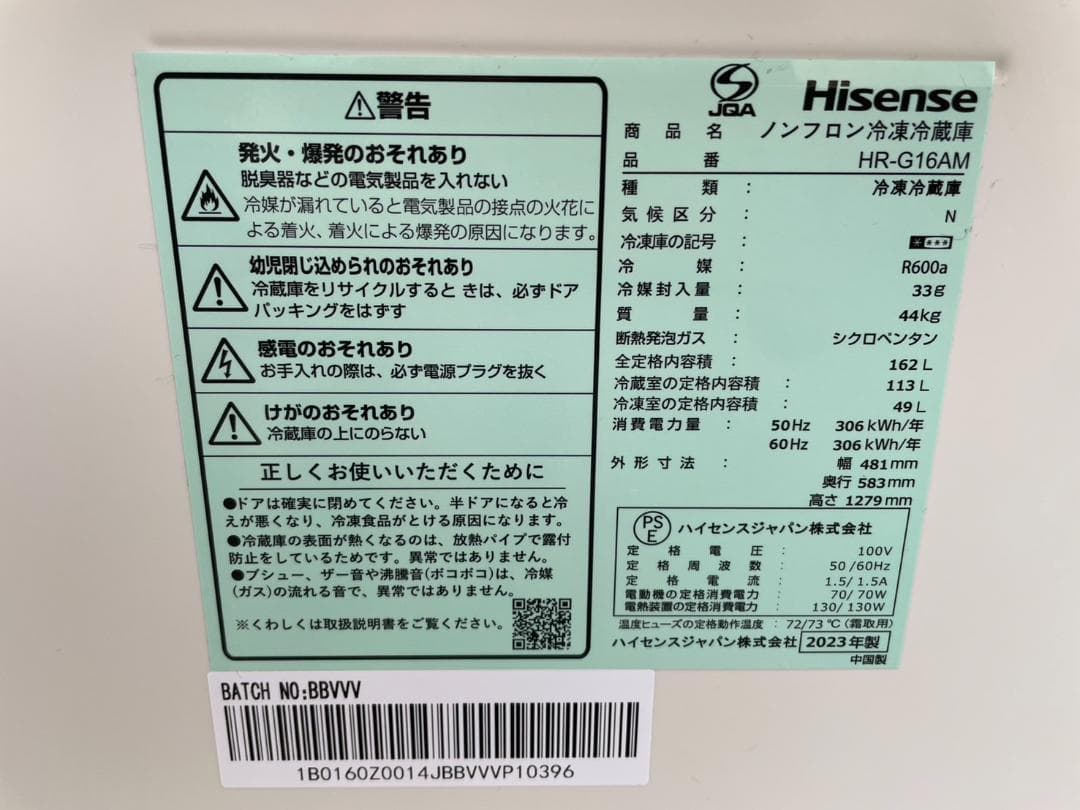 ⚠警告
発火・爆発のおそれあり
脱臭器などの電気製品を入れない
冷媒が漏れていると電気製品の接点の火花に
よる着火、着火による爆発の原因になります。
幼児閉じ込められのおそれあり
冷蔵庫をリサイクルすると きは、必ずドア
パッキングをはずす
感電のおそれあり
お手入れの際は、必ず電源プラグを抜く
けがのおそれあり
冷蔵庫の上にのらない
正しくお使いいただくために
●ドアは確実に閉めてください。半ドアになると冷
えが悪くなり、冷凍食品がとける原因になります。
●冷蔵庫の表面が熱くなるのは、放熱パイプで露付
防止をしているためです。異常ではありません。
●プシュー、ザー音や沸騰音(ボコボコ)は、冷媒
(ガス)の流れる音で、異常ではありません。
※くわしくは取扱説明書をご覧ください。
JQA
Hisense
商品名 ノンフロン冷凍冷蔵庫
品番 HR-G16AM
種類: 冷凍冷蔵庫
気候区分: N
冷凍庫の記号: ****
冷媒: R600a
冷媒封入量: 33g
質量: 44kg
断熱発泡ガス: シクロペンタン
全定格内容積: 162 L
冷蔵室の定格内容積: 113 L
冷凍室の定格内容積: 49 L
消費電力量: 50Hz 306 kWh/年
60Hz 306 kWh/年
外形寸法: 幅 481mm
奥行 583mm
高さ 1279mm
PS
E
ハイセンスジャパン株式会社
定格電圧: 100V
定格周波数: 50/60Hz
定格電流: 1.5/1.5A
電動機の定格消費電力: 70/70W
電熱装置の定格消費電力: 130/130W
温度ヒューズの定格動作温度: 72/73℃(霜取用)
ハイセンスジャパン株式会社 2023年製
中国製
BATCH NO:BBVVV
1B0160Z0014JBBVVVP10396